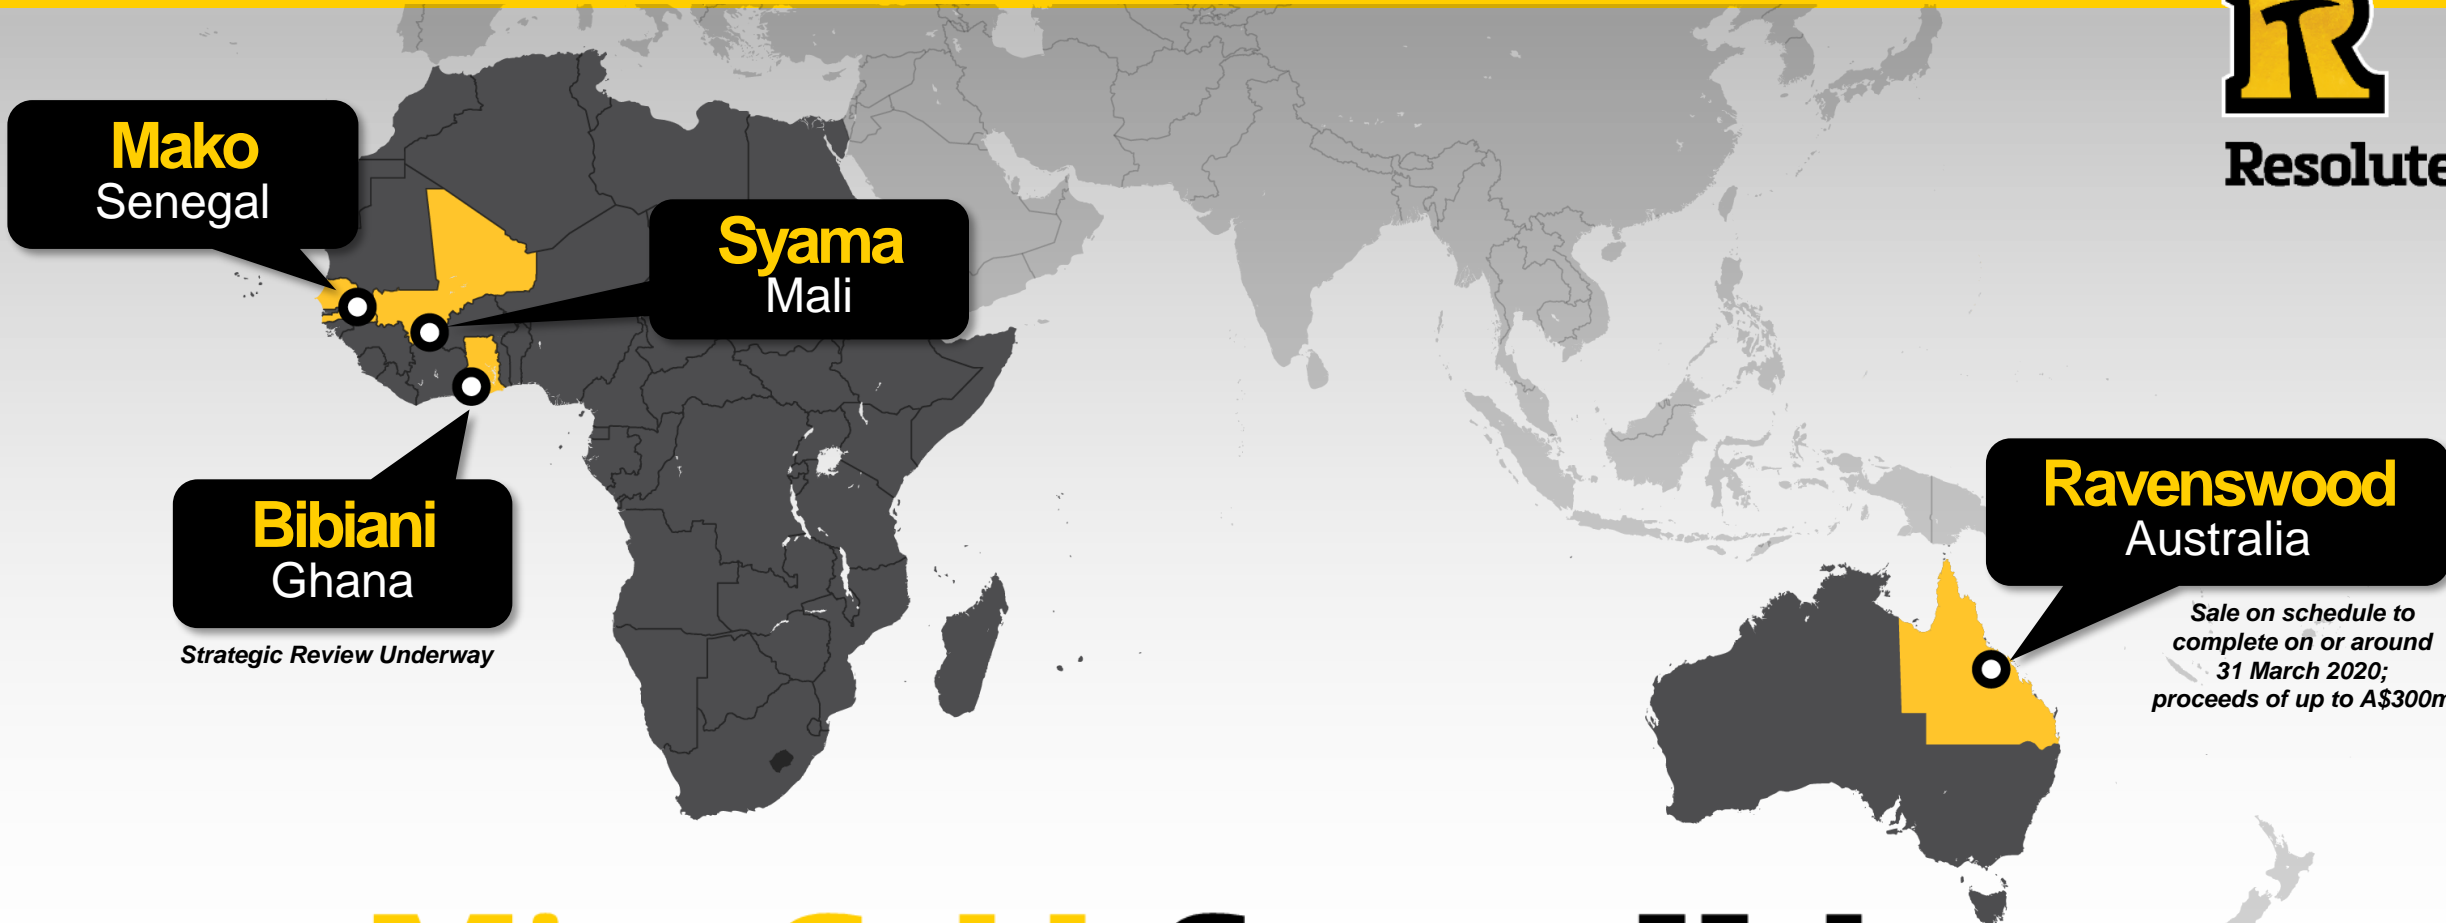 Resolute
Mako
Senegal
Syama
Mali
Bibiani
Ghana
Strategic Review Underway
Ravenswood
Australia
Sale on schedule to
complete on or around
31 March 2020;
proceeds of up to A$300m